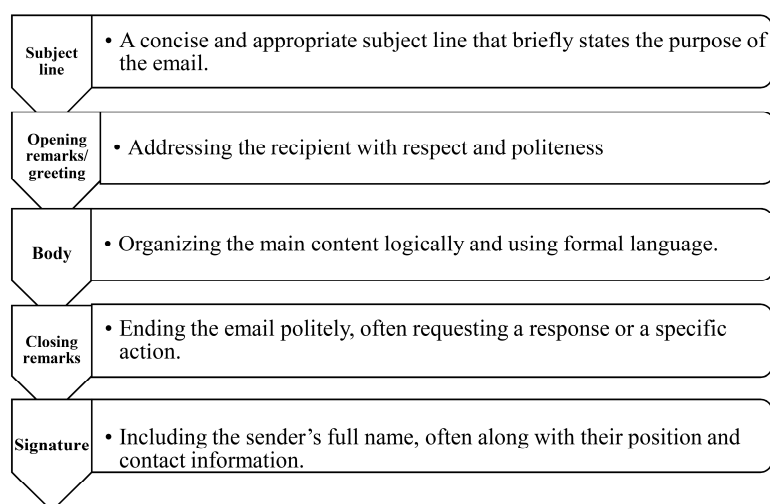 Subject
line
• A concise and appropriate subject line that briefly states the purpose of
the email.
Opening
remarks/
greeting
• Addressing the recipient with respect and politeness
Body
• Organizing the main content logically and using formal language.
Closing
remarks
• Ending the email politely, often requesting a response or a specific
action.
Signature
• Including the sender’s full name, often along with their position and
contact information.